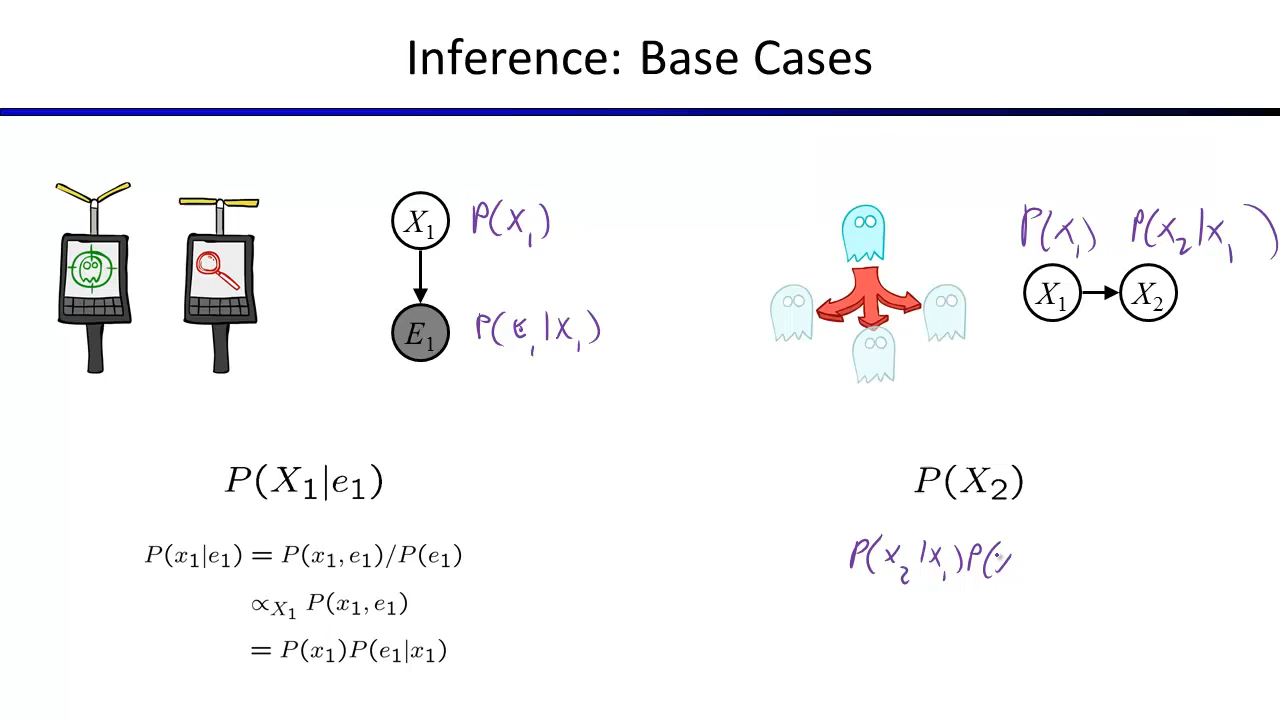 Inference: Base Cases
X₁
P(X₁)
E₁
P(E₁|X₁)
P(X₁) P(X₂|X₁)
X₁ X₂
P(X₁|e₁)
P(x₁|e₁) = P(x₁, e₁)/P(e₁)
∝X₁ P(x₁, e₁)
= P(x₁)P(e₁|x₁)
P(X₂)
P(X₂|X₁)P(